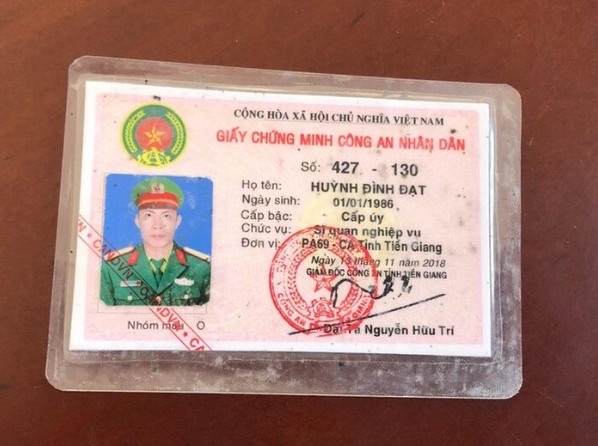 CỘNG HÒA XÃ HỘI CHỦ NGHĨA VIỆT NAM
GIẤY CHỨNG MINH CÔNG AN NHÂN DÂN
Số: 427 - 130
Họ tên: HUỲNH ĐÌNH ĐẠT
Ngày sinh: 01/01/1986
Cấp bậc: Cấp úy
Chức vụ: Sĩ quan nghiệp vụ
Đơn vị: PA69 - CA Tỉnh Tiền Giang
Ngày 13 tháng 11 năm 2018
GIÁM ĐỐC CÔNG AN TỈNH TIỀN GIANG
Nhóm máu O
Đại Tá Nguyễn Hữu Trí
CAND.VN